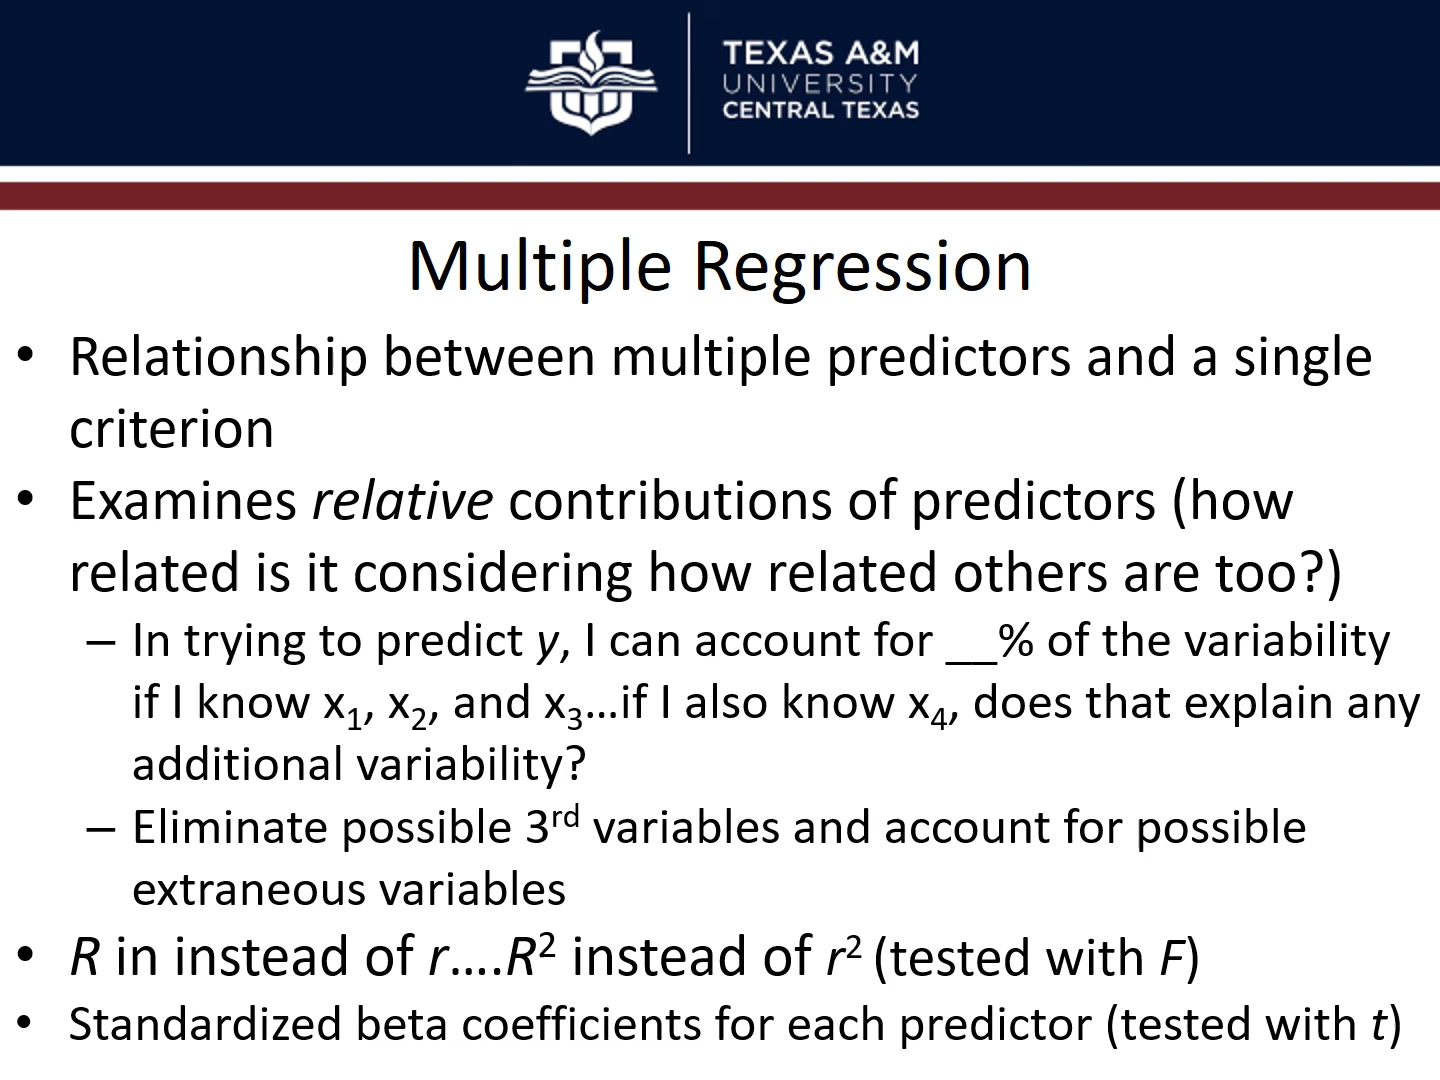 TEXAS A&M
UNIVERSITY
CENTRAL TEXAS
Multiple Regression
• Relationship between multiple predictors and a single
criterion
• Examines relative contributions of predictors (how
related is it considering how related others are too?)
– In trying to predict y, I can account for __% of the variability
if I know x₁, x₂, and x₃…if I also know x₄, does that explain any
additional variability?
– Eliminate possible 3rd variables and account for possible
extraneous variables
• R in instead of r….R² instead of r² (tested with F)
• Standardized beta coefficients for each predictor (tested with t)